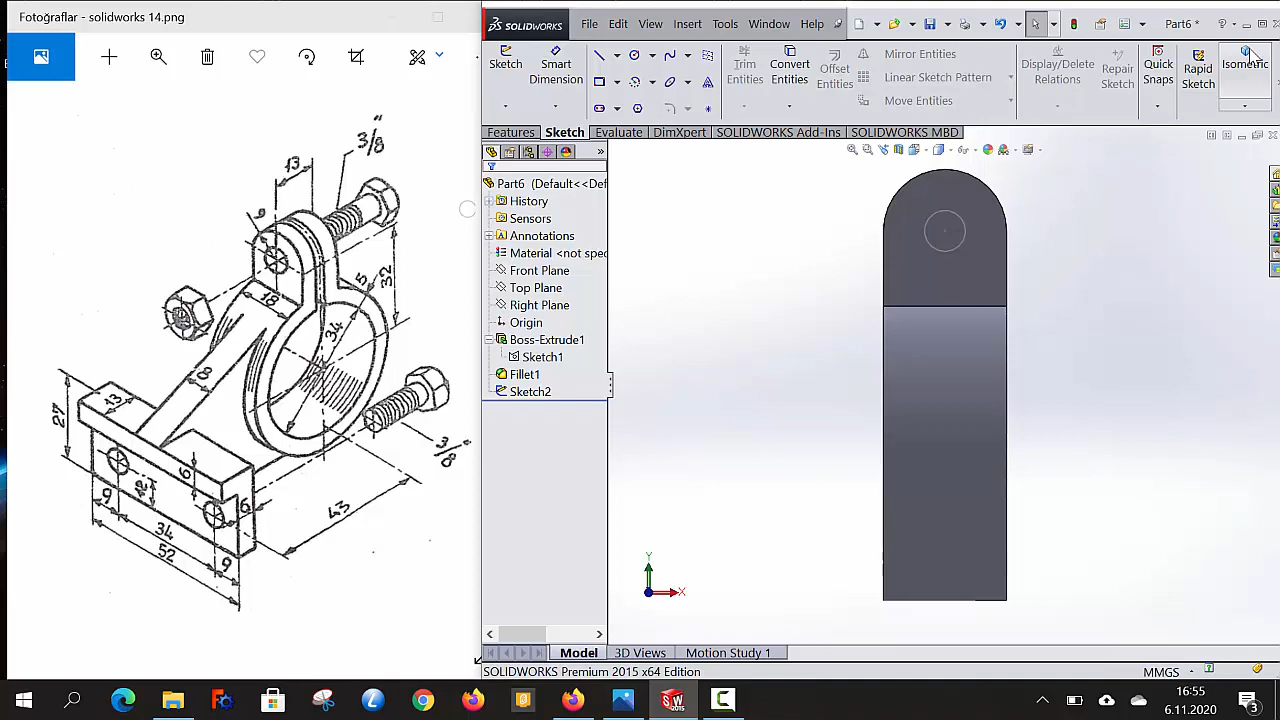 Fotoğraflar - solidworks 14.png
SOLIDWORKS
File Edit View Insert Tools Window Help
Part6
Sketch
Smart Dimension
Trim Entities
Convert Entities
Offset Entities
Mirror Entities
Linear Sketch Pattern
Move Entities
Display/Delete Relations
Repair Sketch
Quick Snaps
Rapid Sketch
Isometric
Features Sketch Evaluate DimXpert SOLIDWORKS Add-Ins SOLIDWORKS MBD
Part6 (Default<<Def
History
Sensors
Annotations
Material <not spec
Front Plane
Top Plane
Right Plane
Origin
Boss-Extrude1
Sketch1
Fillet1
Sketch2
3/8"
13
9
32
5
18
34
8
27
13
6
9
6
3/8"
43
34
52
9
Y
X
Model 3D Views Motion Study 1
SOLIDWORKS Premium 2015 x64 Edition
MMGS
16:55
6.11.2020